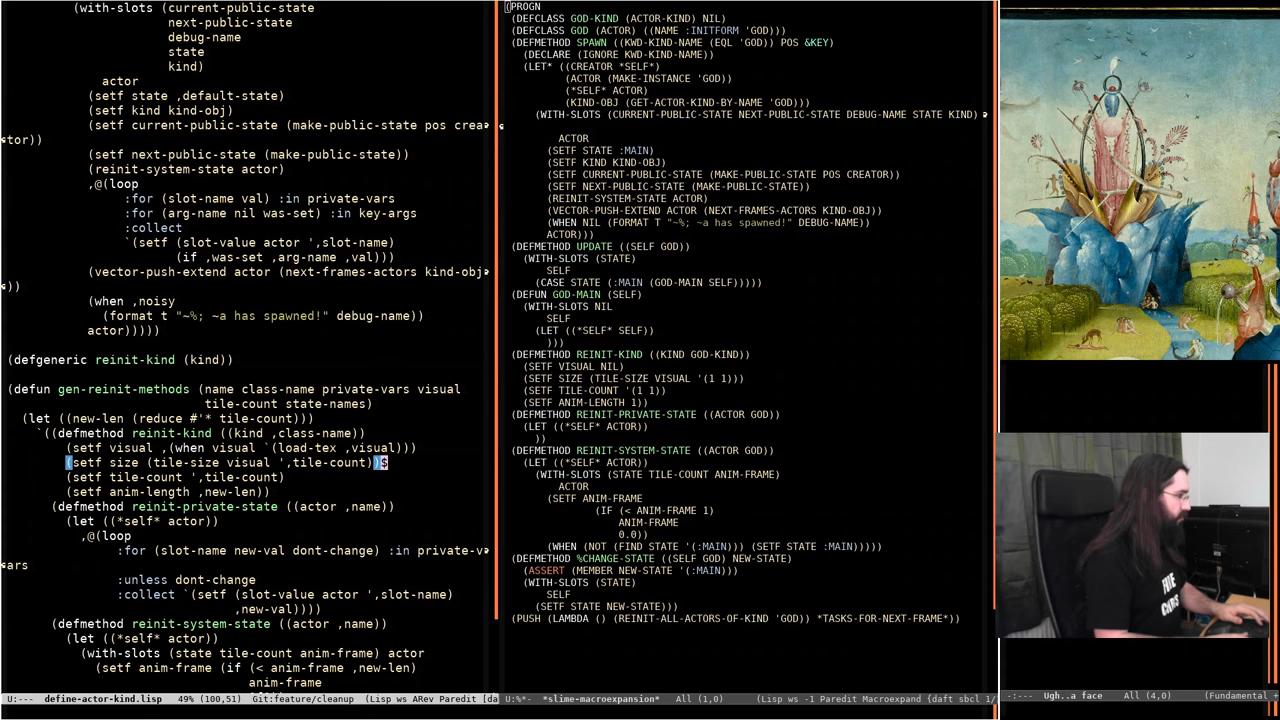 (with-slots (current-public-state
next-public-state
debug-name
state
kind)
actor
(setf state ,default-state)
(setf kind kind-obj)
(setf current-public-state (make-public-state pos crea
tor))
(setf next-public-state (make-public-state))
(reinit-system-state actor)
,@(loop
:for (slot-name val) :in private-vars
:for (arg-name nil was-set) :in key-args
:collect
`(setf (slot-value actor ',slot-name)
(if ,was-set ,arg-name ,val)))
(vector-push-extend actor (next-frames-actors kind-obj
))
(when ,noisy
(format t "~%; ~a has spawned!" debug-name))
actor)))))
(defgeneric reinit-kind (kind))
(defun gen-reinit-methods (name class-name private-vars visual
tile-count state-names)
(let ((new-len (reduce #'* tile-count)))
`((defmethod reinit-kind ((kind ,class-name))
(setf visual ,(when visual `(load-tex ,visual)))
(setf size (tile-size visual ',tile-count))$
(setf tile-count ',tile-count)
(setf anim-length ,new-len))
(defmethod reinit-private-state ((actor ,name))
(let ((*self* actor))
,@(loop
:for (slot-name new-val dont-change) :in private-v
ars
:unless dont-change
:collect `(setf (slot-value actor ',slot-name)
,new-val))))
(defmethod reinit-system-state ((actor ,name))
(let ((*self* actor))
(with-slots (state tile-count anim-frame) actor
(setf anim-frame (if (< anim-frame ,new-len)
anim-frame
U:--- define-actor-kind.lisp 49% (100,51) Git:feature/cleanup (Lisp ws ARev Paredit [da
(PROGN
(DEFCLASS GOD-KIND (ACTOR-KIND) NIL)
(DEFCLASS GOD (ACTOR) ((NAME :INITFORM 'GOD)))
(DEFMETHOD SPAWN ((KWD-KIND-NAME (EQL 'GOD)) POS &KEY)
(DECLARE (IGNORE KWD-KIND-NAME))
(LET* ((CREATOR *SELF*)
(ACTOR (MAKE-INSTANCE 'GOD))
(*SELF* ACTOR)
(KIND-OBJ (GET-ACTOR-KIND-BY-NAME 'GOD)))
(WITH-SLOTS (CURRENT-PUBLIC-STATE NEXT-PUBLIC-STATE DEBUG-NAME STATE KIND)
ACTOR
(SETF STATE :MAIN)
(SETF KIND KIND-OBJ)
(SETF CURRENT-PUBLIC-STATE (MAKE-PUBLIC-STATE POS CREATOR))
(SETF NEXT-PUBLIC-STATE (MAKE-PUBLIC-STATE))
(REINIT-SYSTEM-STATE ACTOR)
(VECTOR-PUSH-EXTEND ACTOR (NEXT-FRAMES-ACTORS KIND-OBJ))
(WHEN NIL (FORMAT T "~%; ~a has spawned!" DEBUG-NAME))
ACTOR)))
(DEFMETHOD UPDATE ((SELF GOD))
(WITH-SLOTS (STATE)
SELF
(CASE STATE (:MAIN (GOD-MAIN SELF)))))
(DEFUN GOD-MAIN (SELF)
(WITH-SLOTS NIL
SELF
(LET ((*SELF* SELF))
)))
(DEFMETHOD REINIT-KIND ((KIND GOD-KIND))
(SETF VISUAL NIL)
(SETF SIZE (TILE-SIZE VISUAL '(1 1)))
(SETF TILE-COUNT '(1 1))
(SETF ANIM-LENGTH 1))
(DEFMETHOD REINIT-PRIVATE-STATE ((ACTOR GOD))
(LET ((*SELF* ACTOR))
))
(DEFMETHOD REINIT-SYSTEM-STATE ((ACTOR GOD))
(LET ((*SELF* ACTOR))
(WITH-SLOTS (STATE TILE-COUNT ANIM-FRAME)
ACTOR
(SETF ANIM-FRAME
(IF (< ANIM-FRAME 1)
ANIM-FRAME
0.0))
(WHEN (NOT (FIND STATE '(:MAIN))) (SETF STATE :MAIN)))))
(DEFMETHOD %CHANGE-STATE ((SELF GOD) NEW-STATE)
(ASSERT (MEMBER NEW-STATE '(:MAIN)))
(WITH-SLOTS (STATE)
SELF
(SETF STATE NEW-STATE)))
(PUSH (LAMBDA () (REINIT-ALL-ACTORS-OF-KIND 'GOD)) *TASKS-FOR-NEXT-FRAME*))
U:%*- *slime-macroexpansion* All (1,0) (Lisp ws -1 Paredit Macroexpand {daft sbcl 1/
-:--- Ugh..a face All (4,0) (Fundamental +